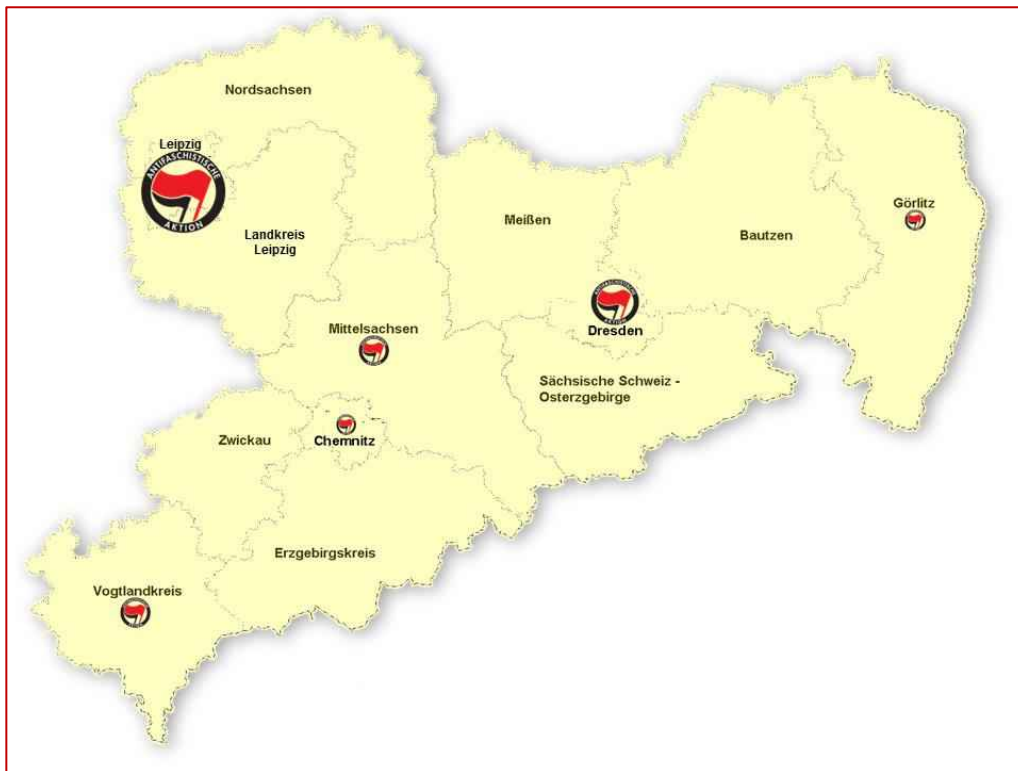 Nordsachsen
Leipzig
ANTIFASCHISTISCHE
AKTION
Landkreis
Leipzig
Meißen
Bautzen
Görlitz
Mittelsachsen
Dresden
Sächsische Schweiz -
Osterzgebirge
Zwickau
Chemnitz
Erzgebirgskreis
Vogtlandkreis